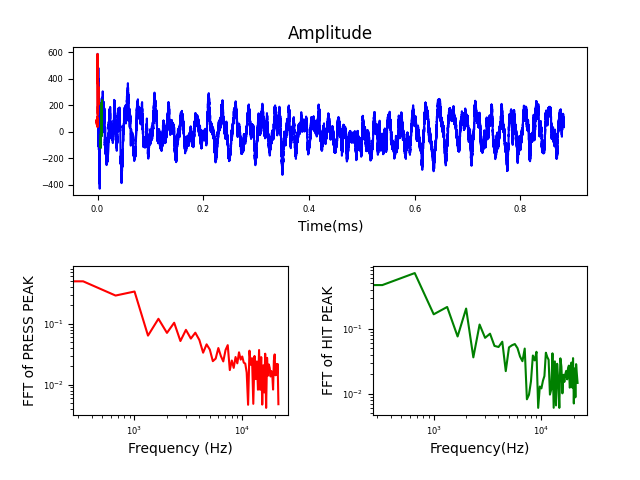 Amplitude
600
400
200
0
−200
−400
0.0 0.2 0.4 0.6 0.8
Time(ms)
FFT of PRESS PEAK
10⁻¹
10⁻²
10³ 10⁴
Frequency (Hz)
FFT of HIT PEAK
10⁻¹
10⁻²
10³ 10⁴
Frequency(Hz)